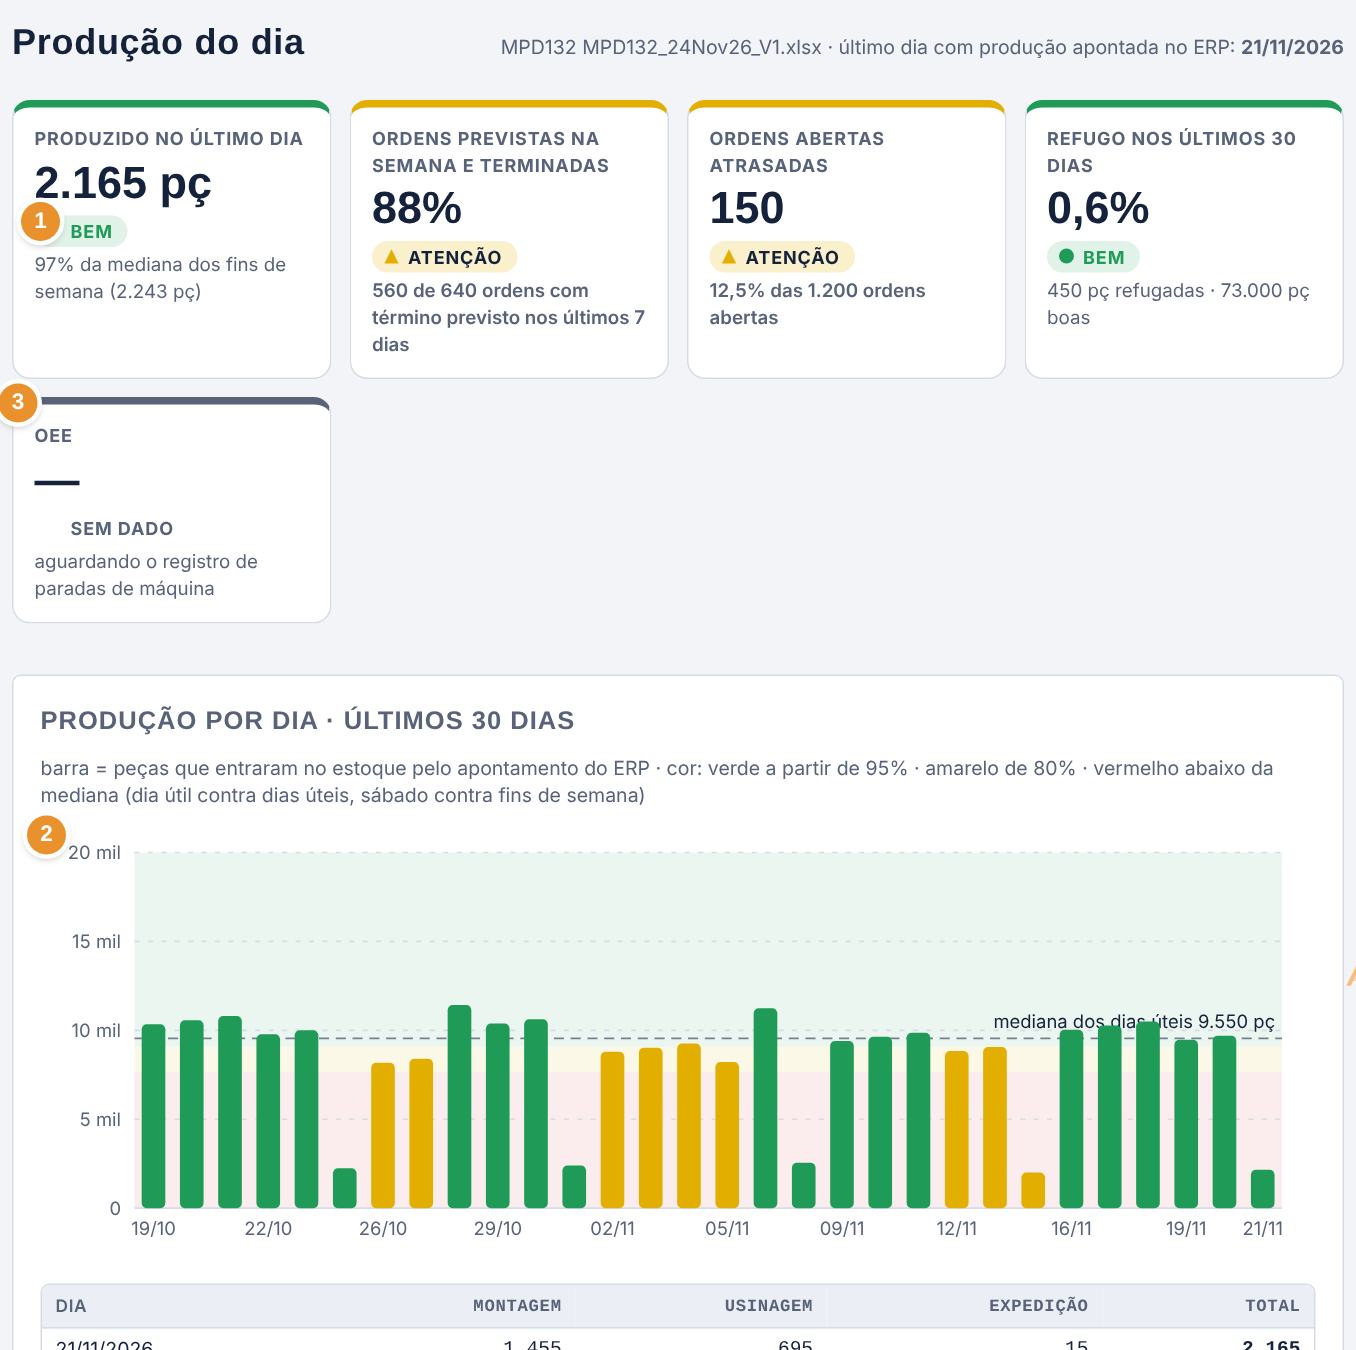 Produção do dia
MPD132 MPD132_24Nov26_V1.xlsx · último dia com produção apontada no ERP: 21/11/2026
PRODUZIDO NO ÚLTIMO DIA
2.165 pç
1
BEM
97% da mediana dos fins de
semana (2.243 pç)
ORDENS PREVISTAS NA
SEMANA E TERMINADAS
88%
ATENÇÃO
560 de 640 ordens com
término previsto nos últimos 7
dias
ORDENS ABERTAS
ATRASADAS
150
ATENÇÃO
12,5% das 1.200 ordens
abertas
REFUGO NOS ÚLTIMOS 30
DIAS
0,6%
BEM
450 pç refugadas · 73.000 pç
boas
3
OEE
—
SEM DADO
aguardando o registro de
paradas de máquina
PRODUÇÃO POR DIA · ÚLTIMOS 30 DIAS
barra = peças que entraram no estoque pelo apontamento do ERP · cor: verde a partir de 95% · amarelo de 80% · vermelho abaixo da
mediana (dia útil contra dias úteis, sábado contra fins de semana)
2
20 mil
15 mil
10 mil
5 mil
0
mediana dos dias úteis 9.550 pç
19/10 22/10 26/10 29/10 02/11 05/11 09/11 12/11 16/11 19/11 21/11
DIA MONTAGEM USINAGEM EXPEDIÇÃO TOTAL
21/11/2026 1.455 695 15 2.165